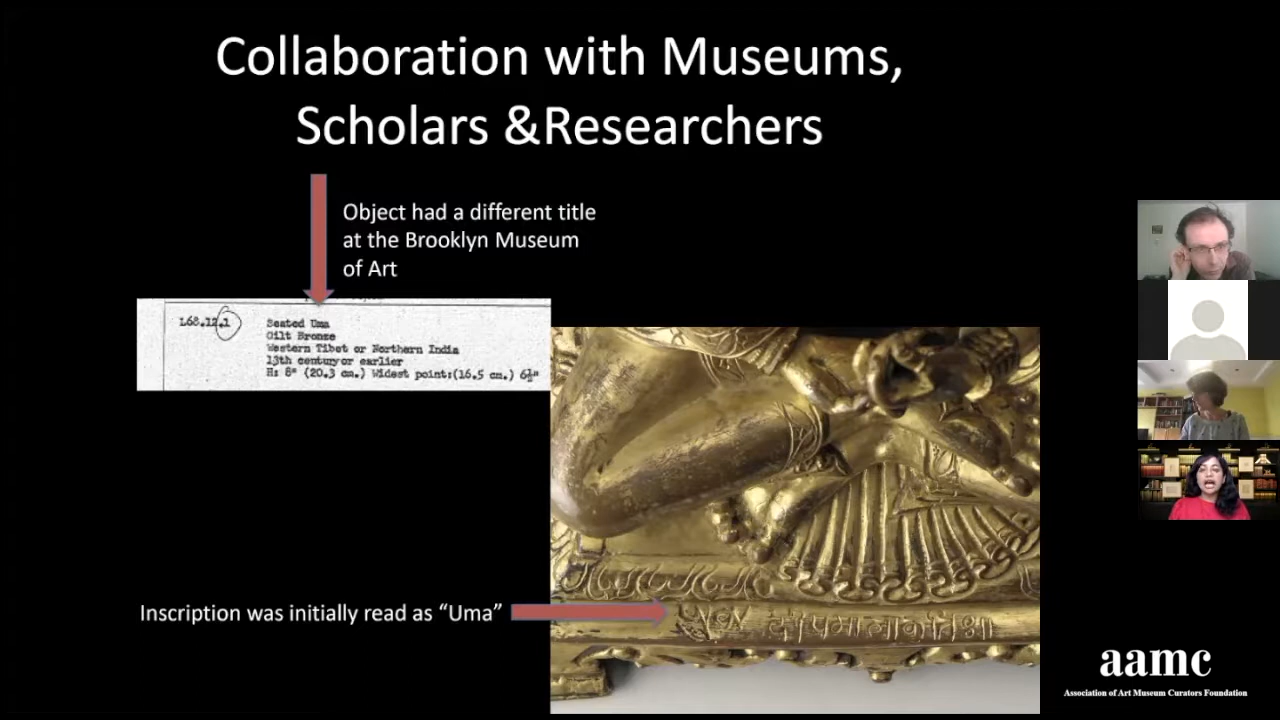 Collaboration with Museums,
Scholars &Researchers
Object had a different title
at the Brooklyn Museum
of Art
L68.12.1 Seated Uma
Gilt Bronze
Western Tibet or Northern India
13th century or earlier
H: 8" (20.3 cm.) Widest point:(16.5 cm.) 6½"
Inscription was initially read as “Uma”
aamc
Association of Art Museum Curators Foundation